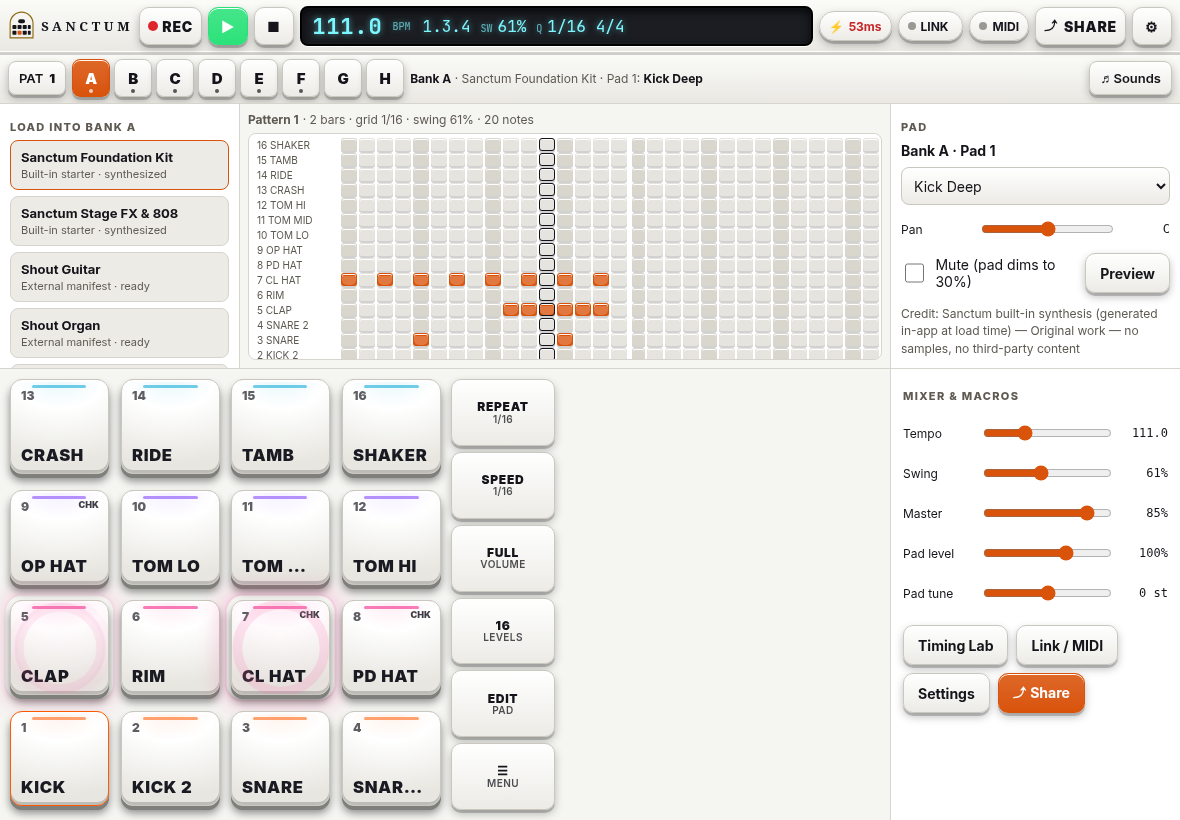 SANCTUM
REC
111.0 BPM 1.3.4 SW 61% Q 1/16 4/4
⚡ 53ms
LINK
MIDI
⤴ SHARE
PAT 1
A
B
C
D
E
F
G
H
Bank A · Sanctum Foundation Kit · Pad 1: Kick Deep
♬ Sounds
LOAD INTO BANK A
Sanctum Foundation Kit
Built-in starter · synthesized
Sanctum Stage FX & 808
Built-in starter · synthesized
Shout Guitar
External manifest · ready
Shout Organ
External manifest · ready
Pattern 1 · 2 bars · grid 1/16 · swing 61% · 20 notes
16 SHAKER
15 TAMB
14 RIDE
13 CRASH
12 TOM HI
11 TOM MID
10 TOM LO
9 OP HAT
8 PD HAT
7 CL HAT
6 RIM
5 CLAP
4 SNARE 2
3 SNARE
2 KICK 2
PAD
Bank A · Pad 1
Kick Deep
Pan C
Mute (pad dims to
30%)
Preview
Credit: Sanctum built-in synthesis (generated
in-app at load time) — Original work — no
samples, no third-party content
13
CRASH
14
RIDE
15
TAMB
16
SHAKER
REPEAT
1/16
9 CHK
OP HAT
10
TOM LO
11
TOM ...
12
TOM HI
SPEED
1/16
FULL
VOLUME
5
CLAP
6
RIM
7 CHK
CL HAT
8 CHK
PD HAT
16
LEVELS
EDIT
PAD
1
KICK
2
KICK 2
3
SNARE
4
SNAR...
☰
MENU
MIXER & MACROS
Tempo 111.0
Swing 61%
Master 85%
Pad level 100%
Pad tune 0 st
Timing Lab
Link / MIDI
Settings
⤴ Share